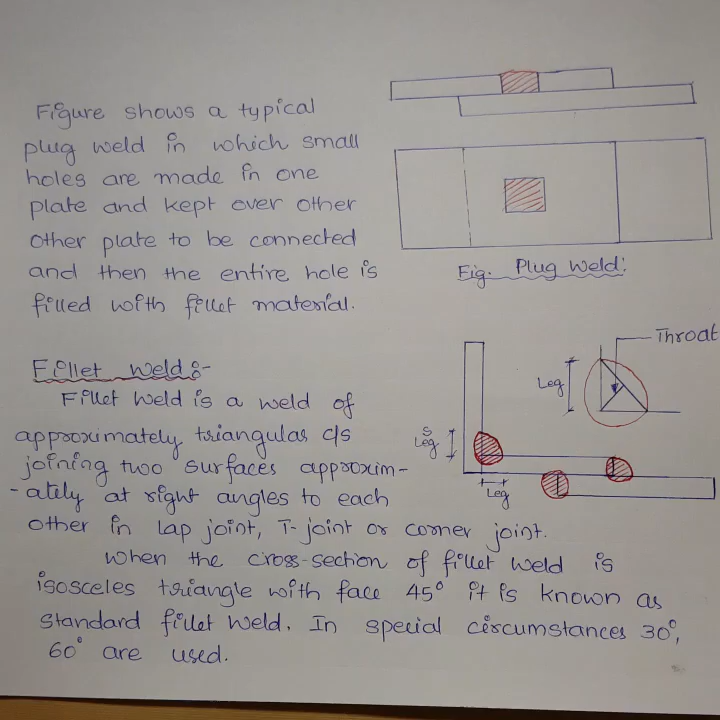 Figure shows a typical
plug weld in which small
holes are made in one
plate and kept over other
other plate to be connected
and then the entire hole is
filled with fillet material.
Fig. Plug Weld:
Fillet weld:-
Fillet weld is a weld of
approximately triangular c/s
joining two surfaces approxim-
-ately at right angles to each
other in Lap joint, T-joint or corner joint.
When the cross-section of fillet weld is
isosceles triangle with face 45° it is known as
standard fillet weld. In special circumstances 30°,
60° are used.
Throat
Leg
S
Leg
Leg